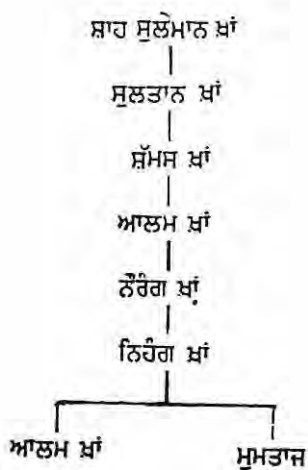 ਸ਼ਾਹ ਸੁਲੇਮਾਨ ਖ਼ਾਂ
ਸੁਲਤਾਨ ਖ਼ਾਂ
ਸ਼ੱਮਸ ਖ਼ਾਂ
ਆਲਮ ਖ਼ਾਂ
ਨੌਰੰਗ ਖ਼ਾਂ
ਨਿਹੰਗ ਖ਼ਾਂ
ਆਲਮ ਖ਼ਾਂ ਮੁਮਤਾਜ